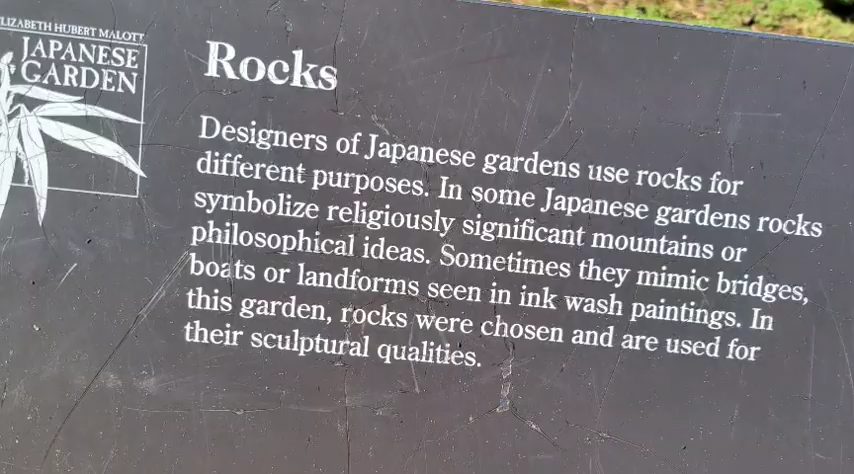 ELIZABETH HUBERT MALOTT
JAPANESE
GARDEN
Rocks
Designers of Japanese gardens use rocks for
different purposes. In some Japanese gardens rocks
symbolize religiously significant mountains or
philosophical ideas. Sometimes they mimic bridges,
boats or landforms seen in ink wash paintings. In
this garden, rocks were chosen and are used for
their sculptural qualities.